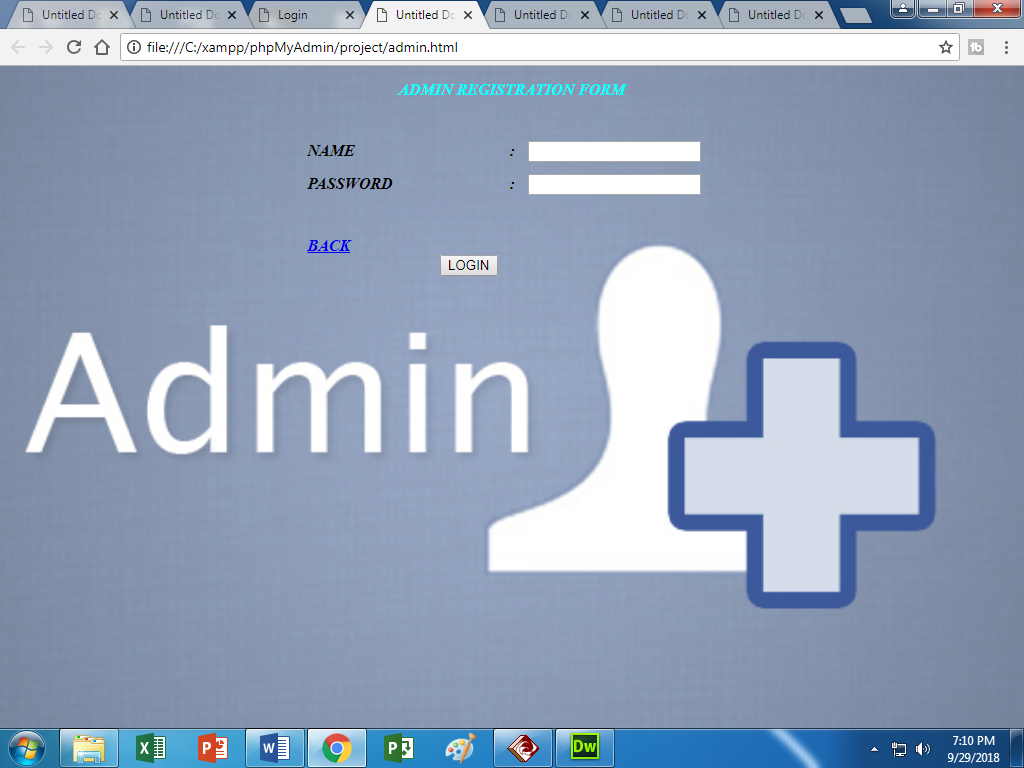 Untitled Do Untitled Do Login Untitled Do Untitled Do Untitled Do Untitled Do
file:///C:/xampp/phpMyAdmin/project/admin.html
ADMIN REGISTRATION FORM
NAME :
PASSWORD :
BACK
LOGIN
Admin
7:10 PM
9/29/2018
Dw